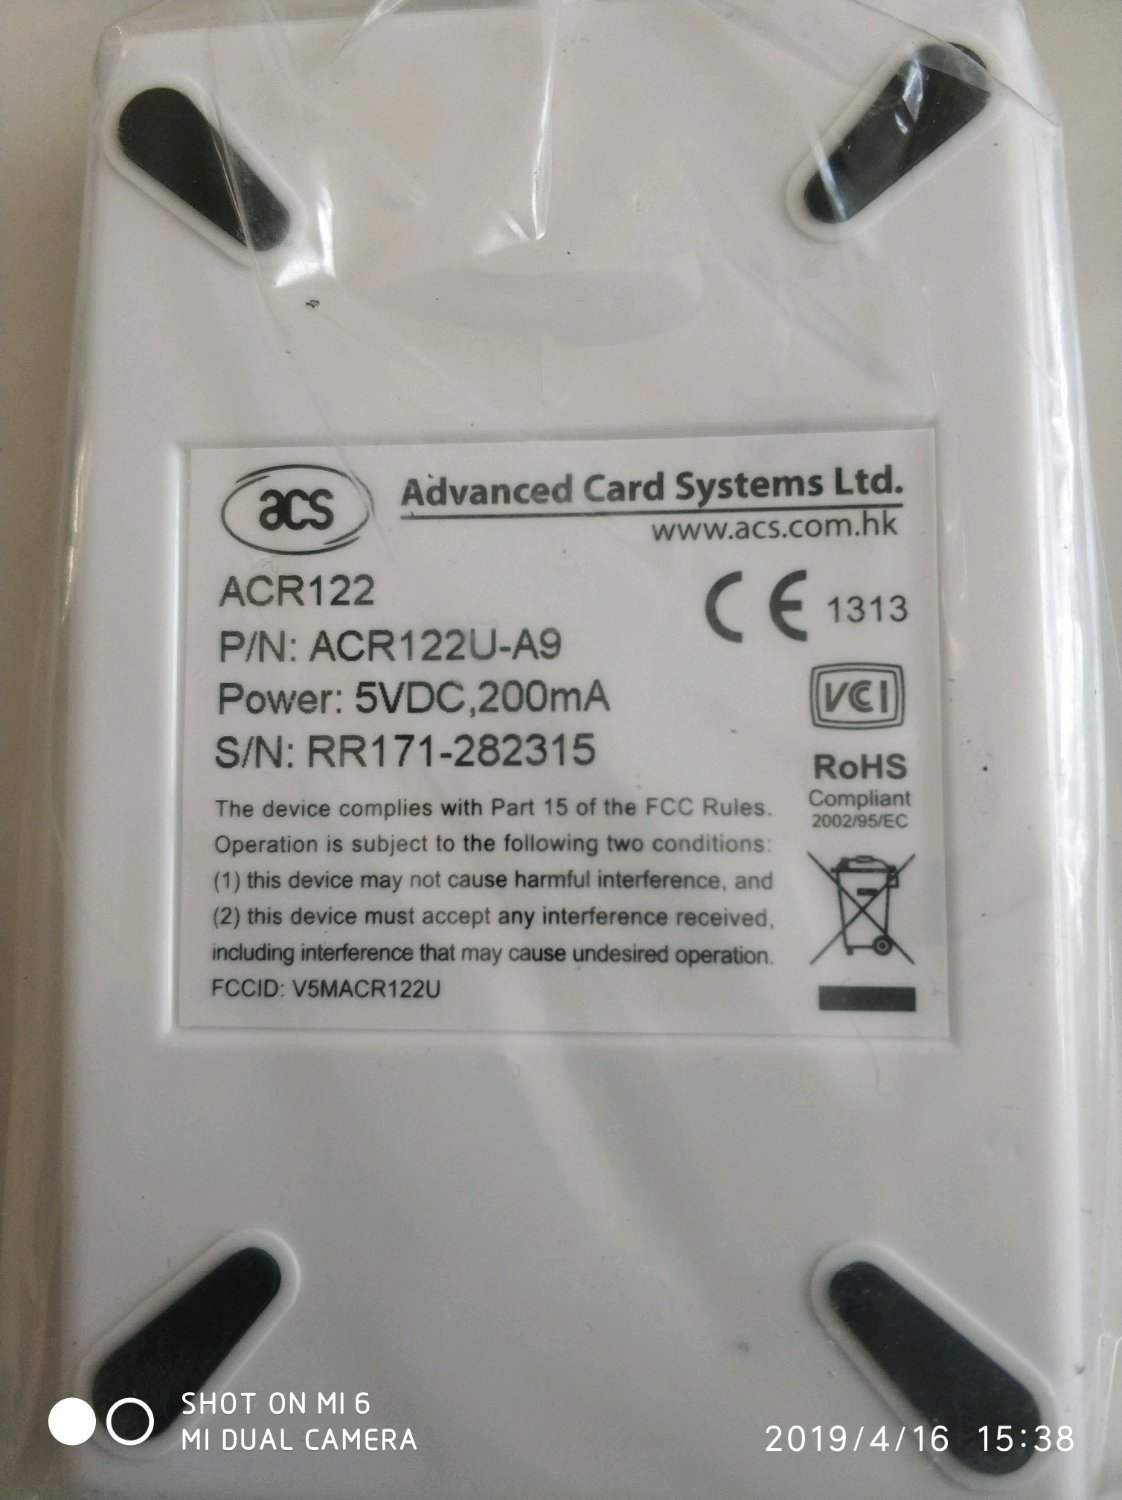 acs
Advanced Card Systems Ltd.
www.acs.com.hk
ACR122
CE 1313
P/N: ACR122U-A9
Power: 5VDC,200mA
VCI
S/N: RR171-282315
RoHS
Compliant
2002/95/EC
The device complies with Part 15 of the FCC Rules.
Operation is subject to the following two conditions:
(1) this device may not cause harmful interference, and
(2) this device must accept any interference received,
including interference that may cause undesired operation.
FCCID: V5MACR122U
SHOT ON MI 6
MI DUAL CAMERA
2019/4/16 15:38